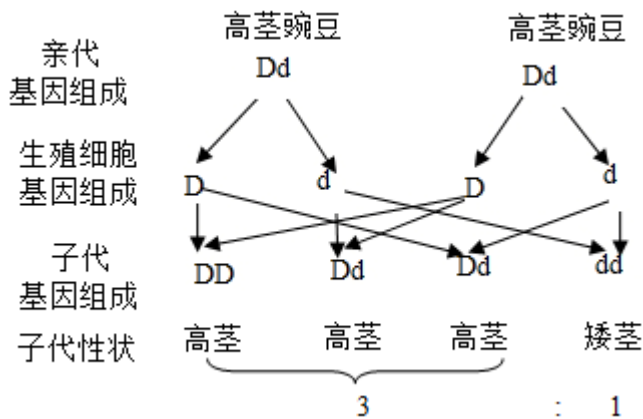 高茎豌豆 高茎豌豆
亲代
基因组成
Dd Dd
生殖细胞
基因组成
D d D d
子代
基因组成
DD Dd Dd dd
子代性状 高茎 高茎 高茎 矮茎
3 : 1